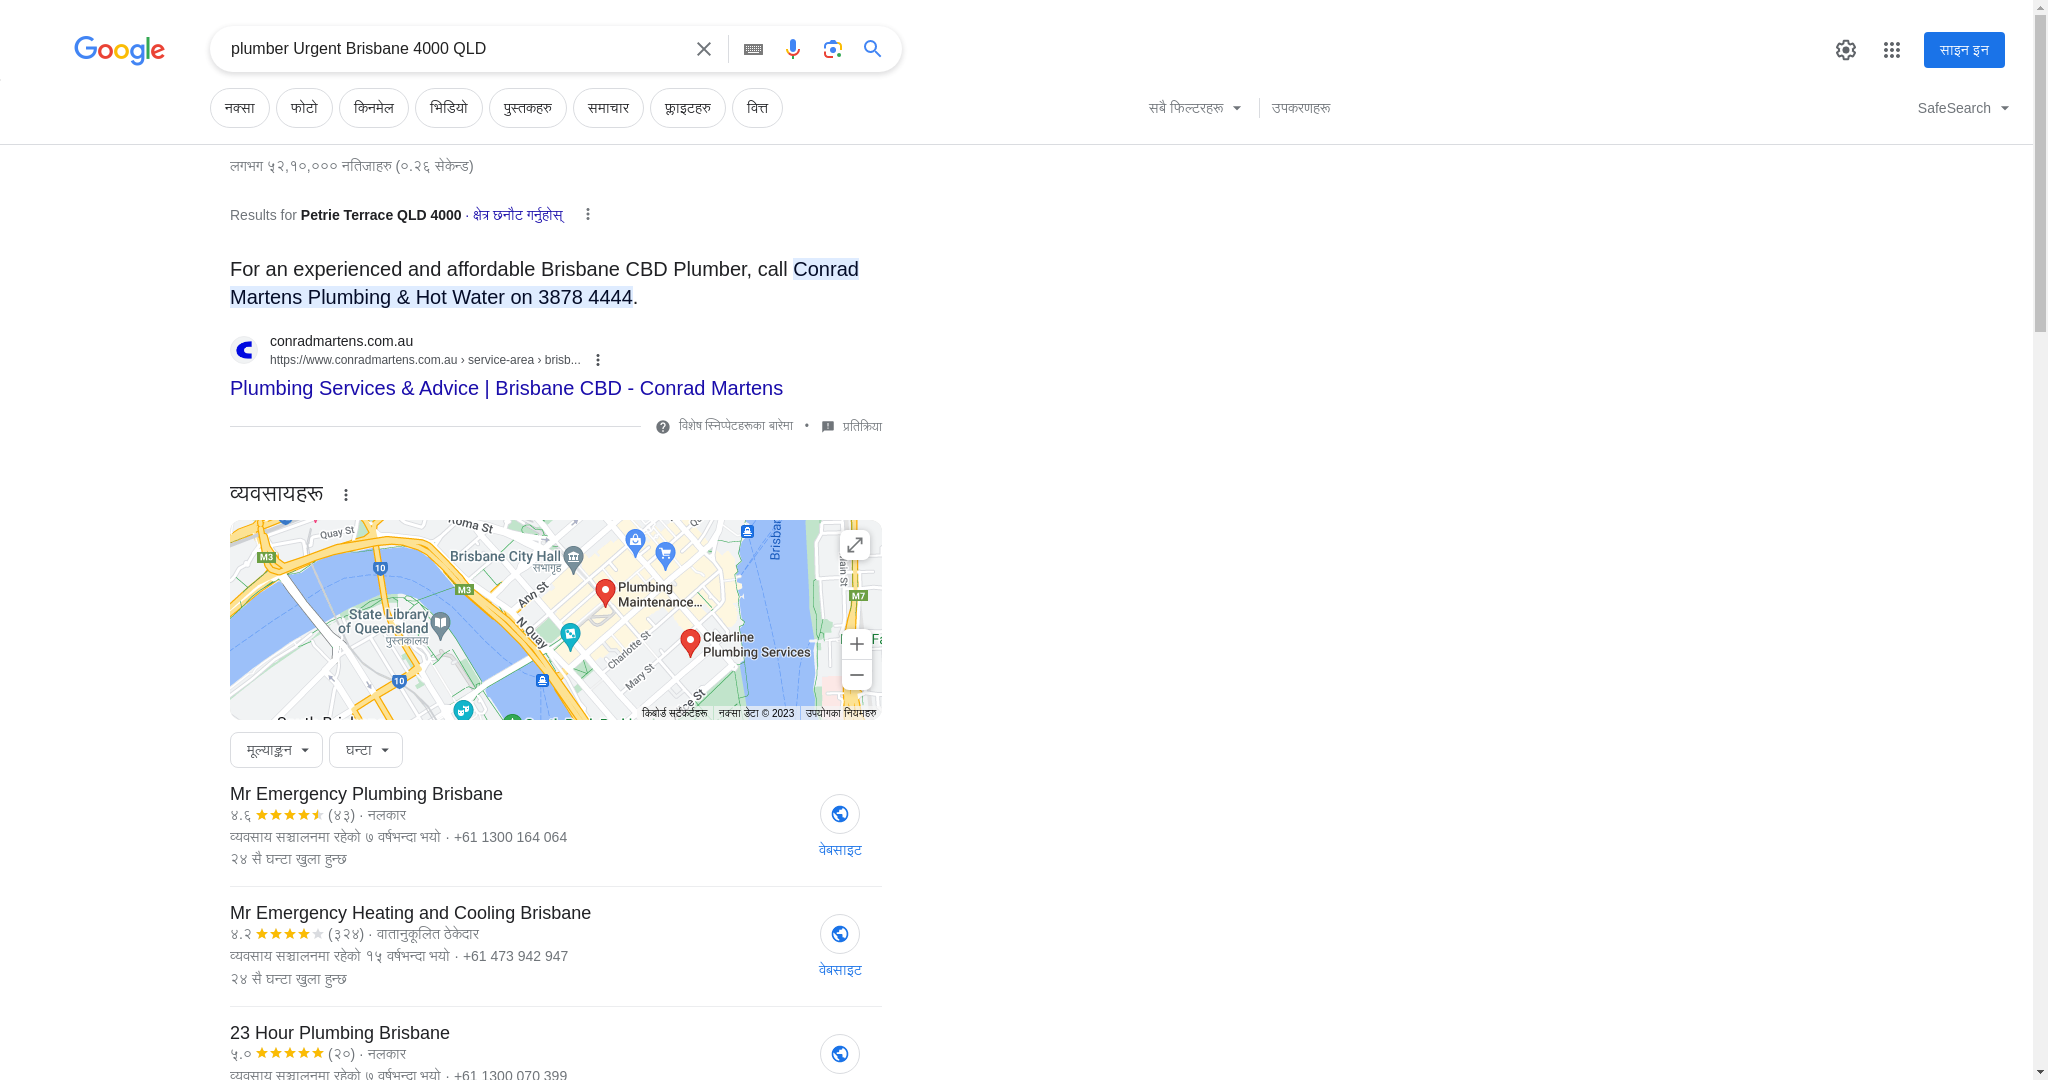 Google
plumber Urgent Brisbane 4000 QLD
साइन इन
नक्सा
फोटो
किनमेल
भिडियो
पुस्तकहरु
समाचार
फ्लाइटहरु
वित्त
सबै फिल्टरहरू
उपकरणहरू
SafeSearch
लगभग ५२,१०,००० नतिजाहरु (०.२६ सेकेन्ड)
Results for Petrie Terrace QLD 4000 · क्षेत्र छनौट गर्नुहोस्
For an experienced and affordable Brisbane CBD Plumber, call Conrad
Martens Plumbing & Hot Water on 3878 4444.
conradmartens.com.au
https://www.conradmartens.com.au › service-area › brisb...
Plumbing Services & Advice | Brisbane CBD - Conrad Martens
विशेष स्निप्पेटहरूका बारेमा • प्रतिक्रिया
व्यवसायहरू
Quay St
Roma St
M3
10
Brisbane City Hall
सभागृह
Ann St
M3
Plumbing
Maintenance...
M7
State Library
of Queensland
पुस्तकालय
N Quay
Charlotte St
Clearline
Plumbing Services
Mary St
10
किबोर्ड सर्टकटहरू
नक्सा डेटा © 2023
उपयोगका नियमहरु
मूल्याङ्कन
घन्टा
Mr Emergency Plumbing Brisbane
४.६ (४३) · नलकार
व्यवसाय सञ्चालनमा रहेको ७ वर्षभन्दा भयो · +61 1300 164 064
२४ सै घन्टा खुला हुन्छ
वेबसाइट
Mr Emergency Heating and Cooling Brisbane
४.२ (३२४) · वातानुकूलित ठेकेदार
व्यवसाय सञ्चालनमा रहेको १५ वर्षभन्दा भयो · +61 473 942 947
२४ सै घन्टा खुला हुन्छ
वेबसाइट
23 Hour Plumbing Brisbane
५.० (२०) · नलकार
व्यवसाय सञ्चालनमा रहेको ७ वर्षभन्दा भयो · +61 1300 070 399